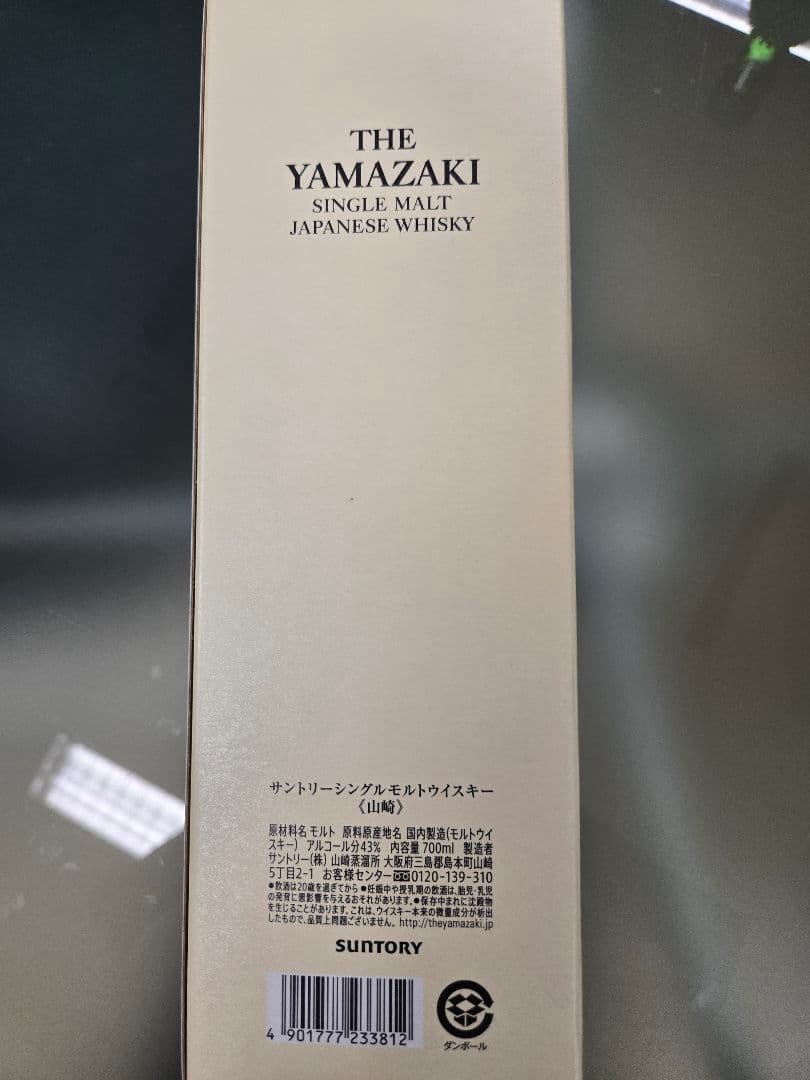 THE
YAMAZAKI
SINGLE MALT
JAPANESE WHISKY
サントリーシングルモルトウイスキー
《山崎》
原材料名 モルト 原料原産地名 国内製造(モルトウイ
スキー) アルコール分43% 内容量 700ml 製造者
サントリー(株) 山崎蒸溜所 大阪府三島郡島本町山崎
5丁目2-1 お客様センター 0120-139-310
●飲酒は20歳を過ぎてから ●妊娠中や授乳期の飲酒は、胎児・乳児
の発育に悪影響を与えるおそれがあります。●保存中まれに沈殿物
を生じることがあります。これは、ウイスキー本来の微量成分が析出
したもので、品質上問題ございません。 http://theyamazaki.jp
SUNTORY
4 901777 233812
ダンボール